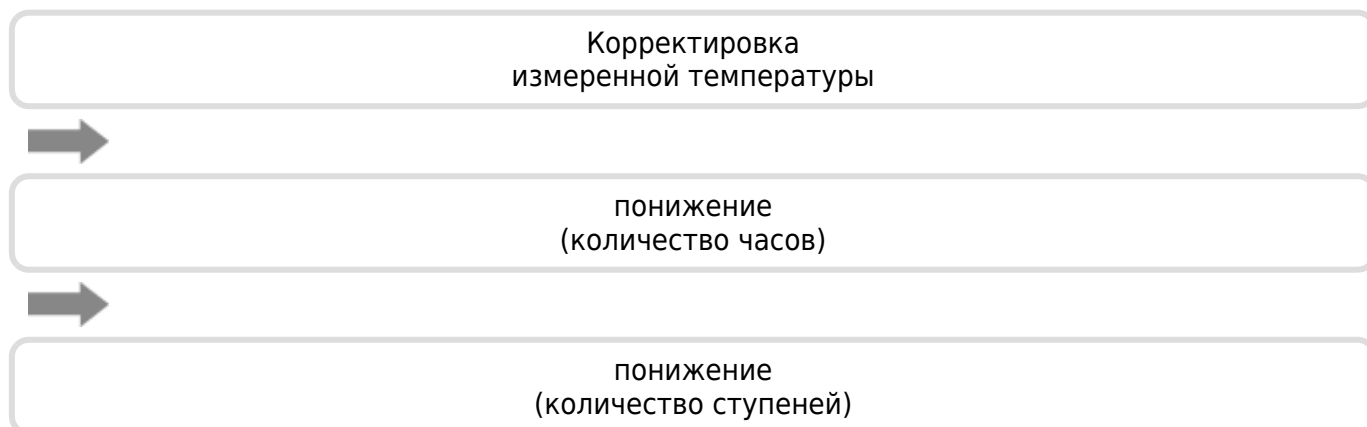 Корректировка
измеренной температуры
понижение
(количество часов)
понижение
(количество ступеней)